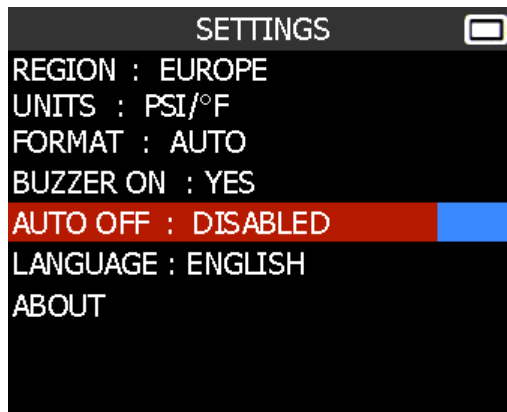 SETTINGS
REGION : EUROPE
UNITS : PSI/°F
FORMAT : AUTO
BUZZER ON : YES
AUTO OFF : DISABLED
LANGUAGE : ENGLISH
ABOUT